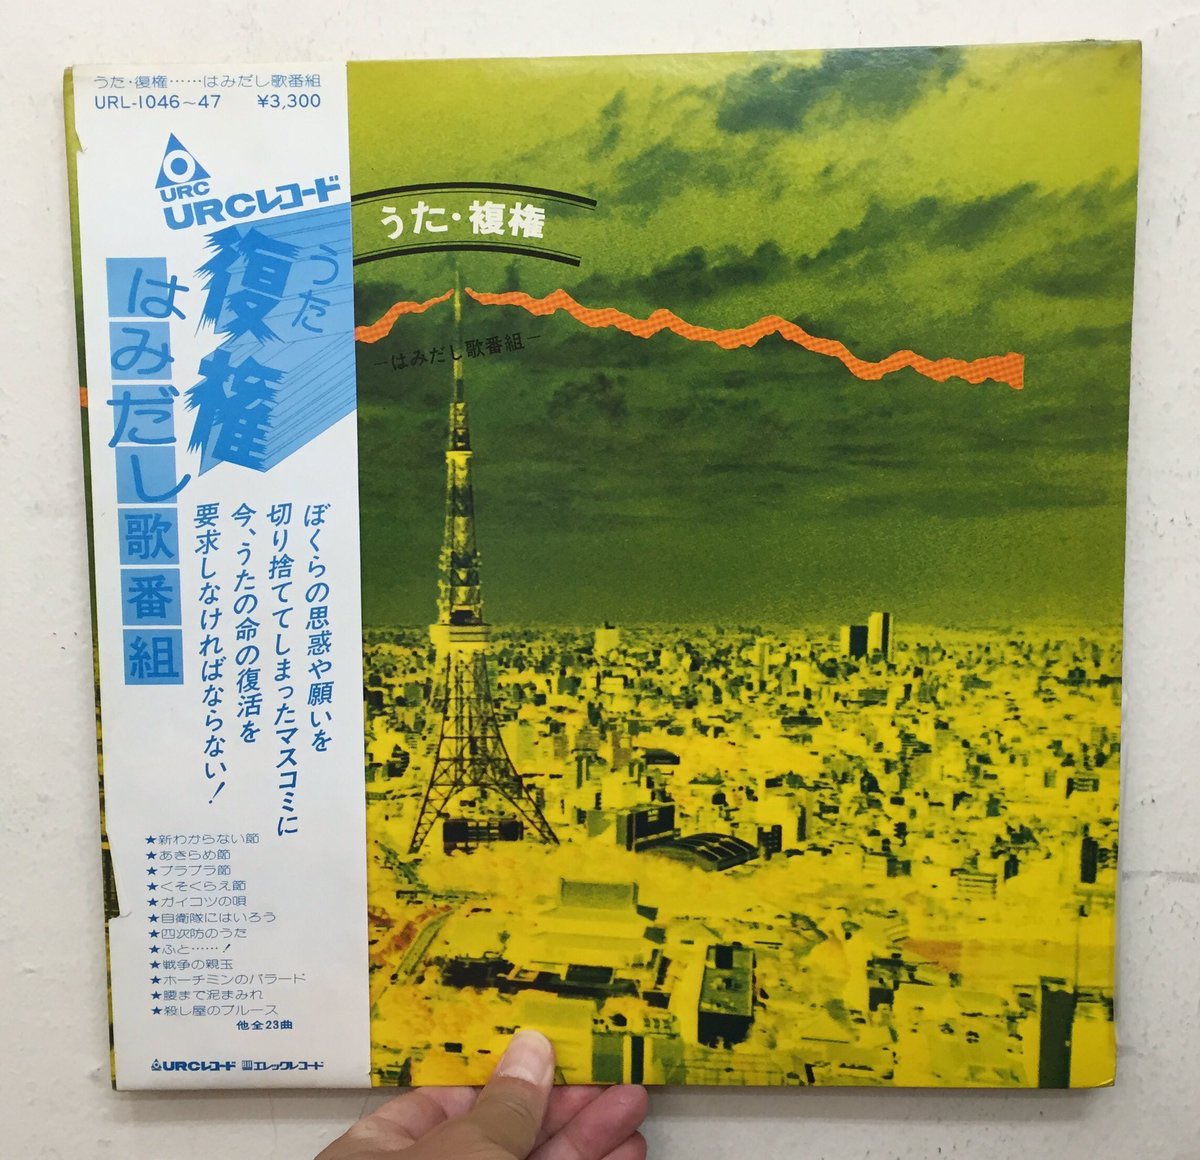 うた・復権……はみだし歌番組
URL-1046~47 ¥3,300
URC
URCレコード
うた
復権
はみだし歌番組
ぼくらの思惑や願いを
切り捨ててしまったマスコミに
今、うたの命の復活を
要求しなければならない!
★新わからない節
★あきらめ節
★ブラブラ節
★くそくらえ節
★ガイコツの唄
★自衛隊にはいろう
★四次防のうた
★ふと……!
★戦争の親玉
★ホーチミンのバラード
★腰まで泥まみれ
★殺し屋のブルース
他全23曲
URCレコード エレックレコード
うた・複権
―はみだし歌番組―